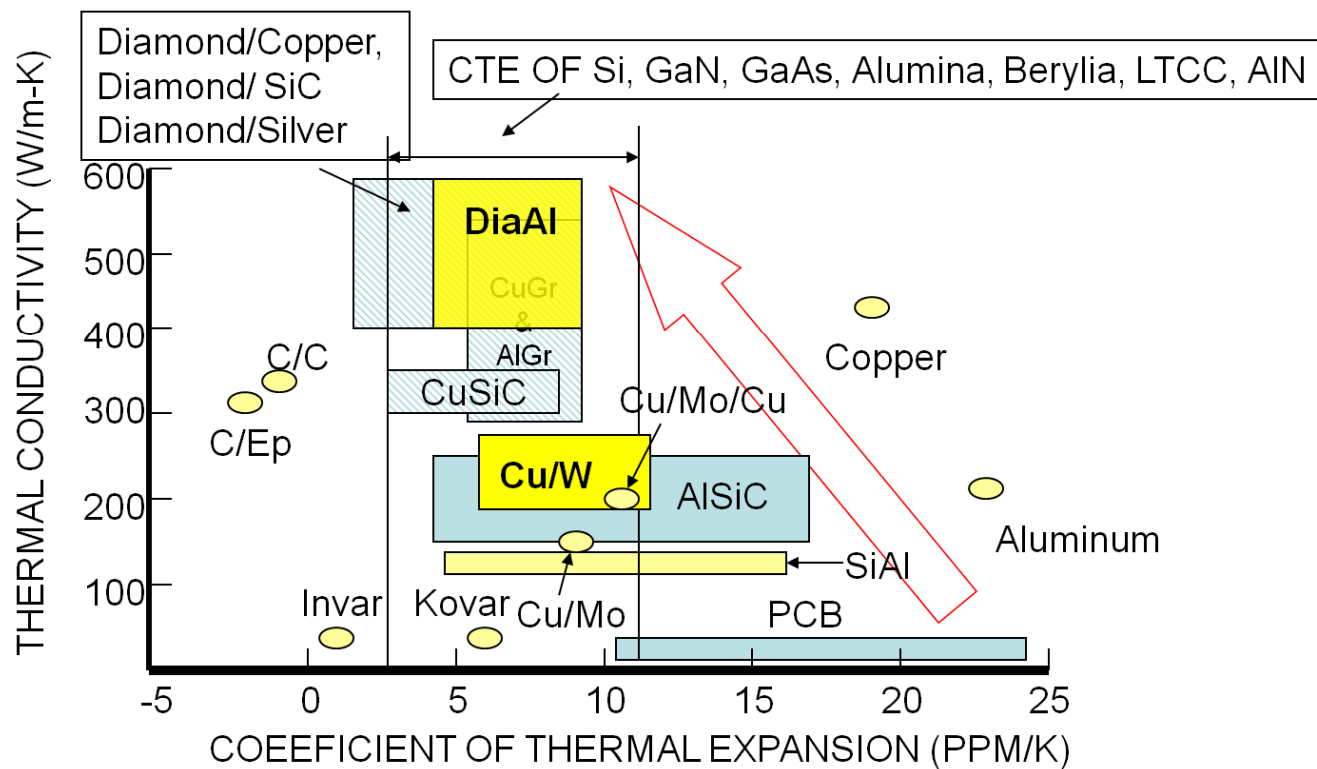 Diamond/Copper,
Diamond/ SiC
Diamond/Silver
CTE OF Si, GaN, GaAs, Alumina, Berylia, LTCC, AlN
THERMAL CONDUCTIVITY (W/m-K)
600
500
400
300
200
100
DiaAl
CuGr
&
AlGr
CuSiC
C/C
C/Ep
Cu/Mo/Cu
Copper
Cu/W
AlSiC
Aluminum
SiAl
Invar
Kovar
Cu/Mo
PCB
-5
0
5
10
15
20
25
COEEFICIENT OF THERMAL EXPANSION (PPM/K)